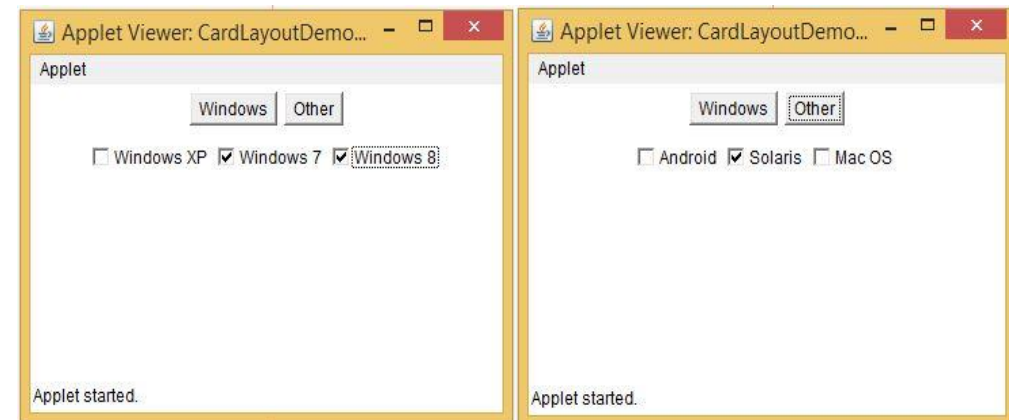 Applet Viewer: CardLayoutDemo...
Applet
Windows Other
Windows XP Windows 7 Windows 8
Applet started.
Applet Viewer: CardLayoutDemo...
Applet
Windows Other
Android Solaris Mac OS
Applet started.